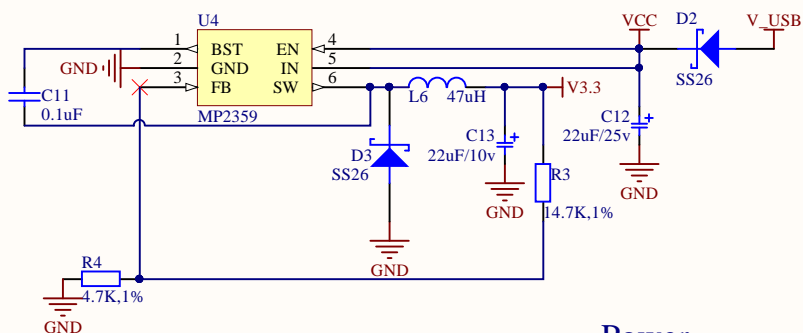 U4
VCC
D2
V_USB
1
BST
EN
4
GND
2
GND
IN
5
3
FB
SW
6
SS26
C11
0.1uF
MP2359
L6
47uH
V3.3
C13
22uF/10v
C12
22uF/25v
D3
SS26
R3
14.7K,1%
GND
GND
GND
R4
4.7K,1%
GND